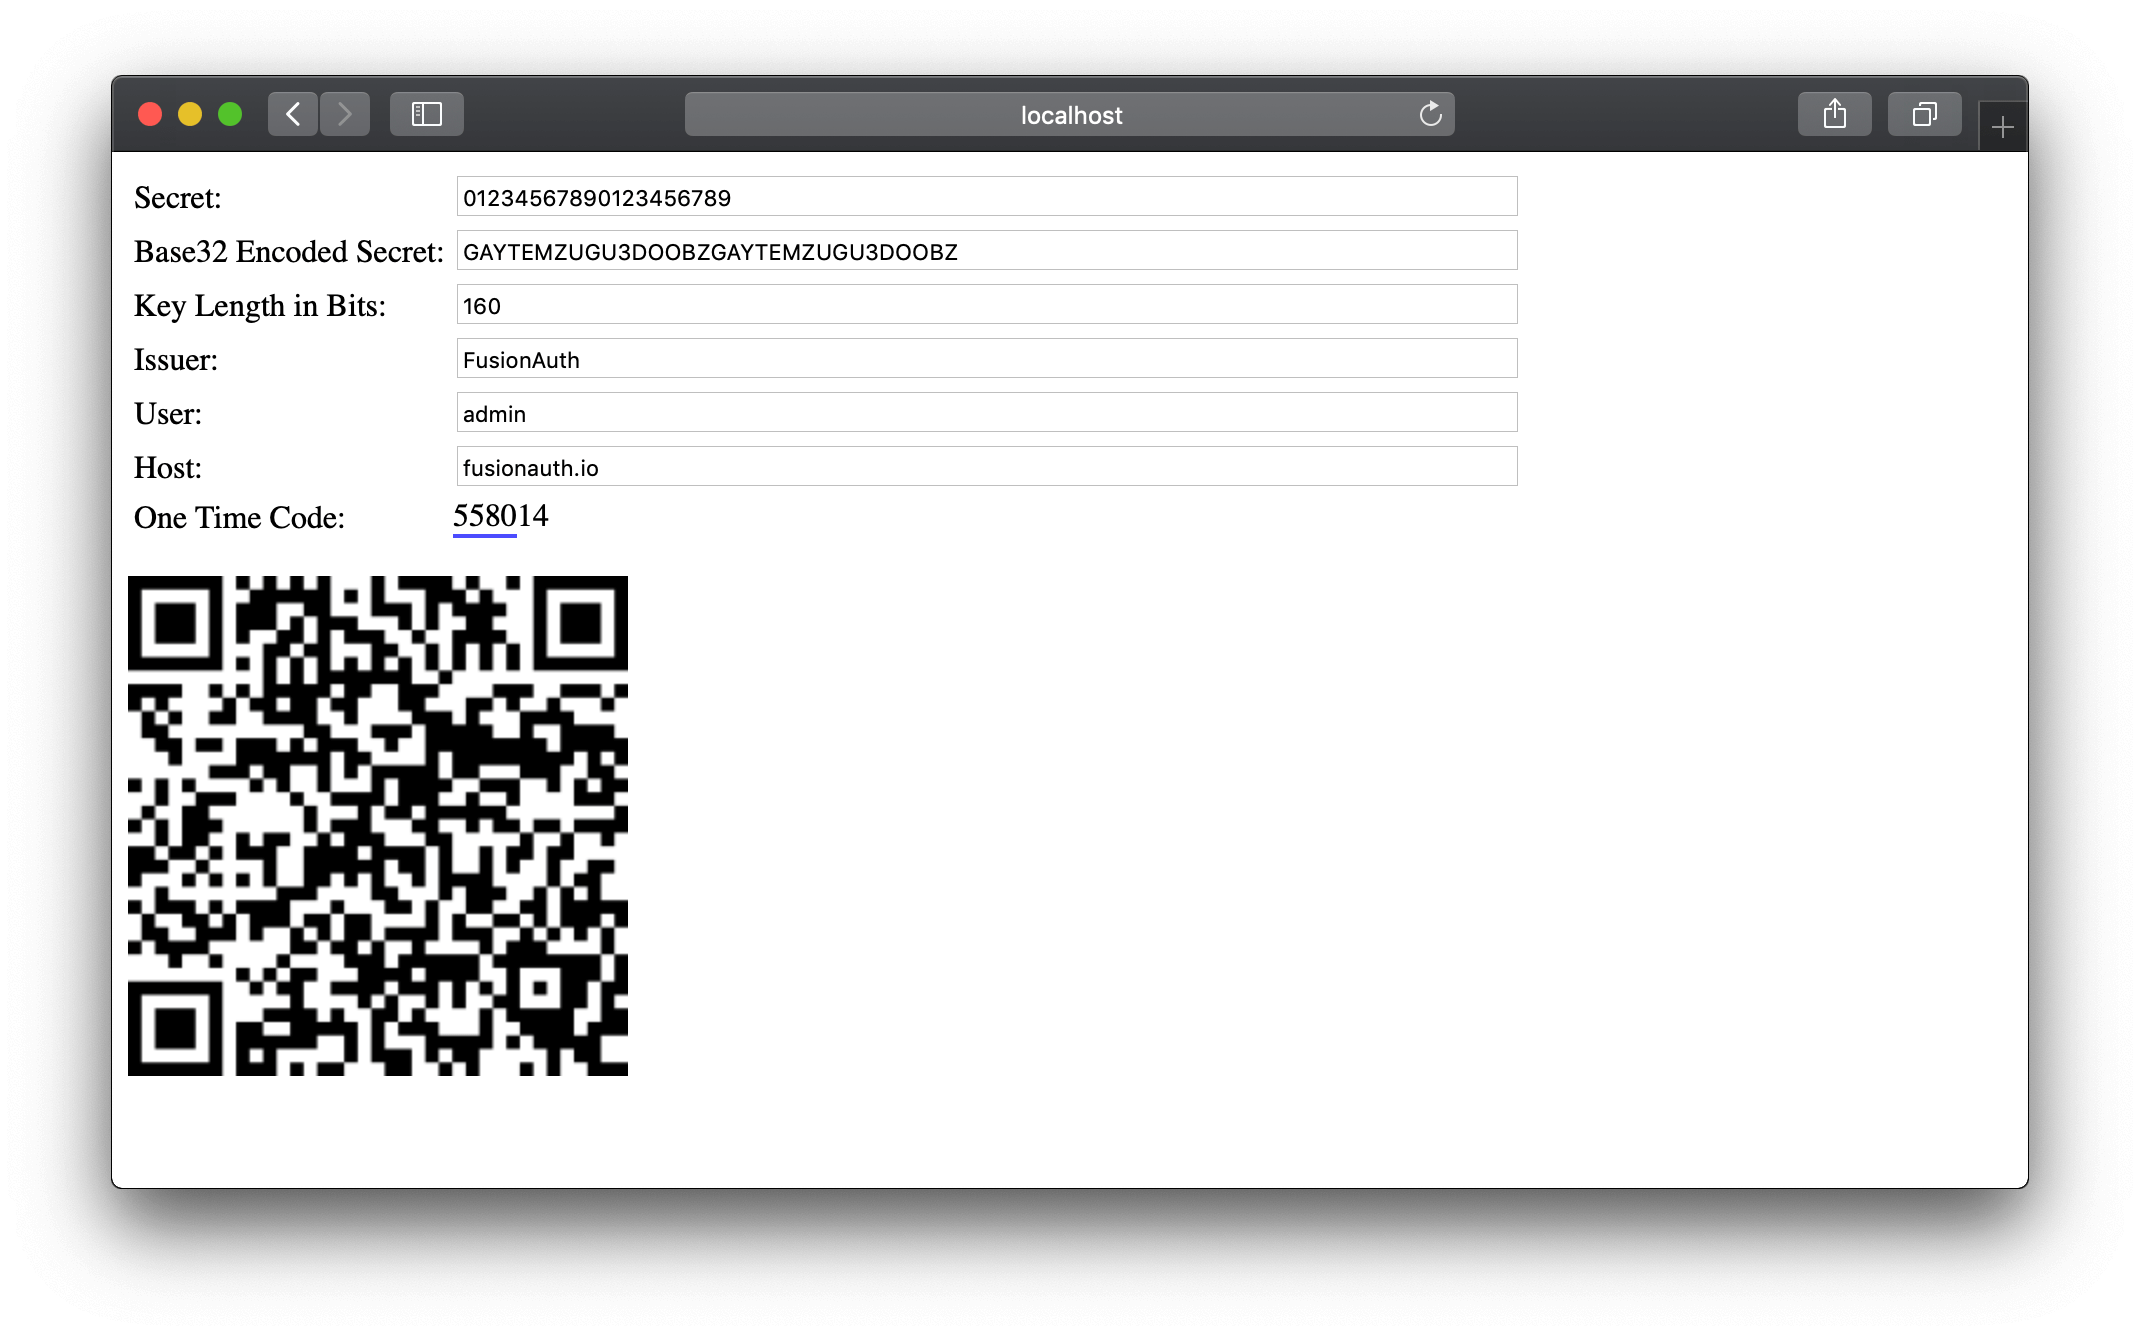 localhost
Secret: 01234567890123456789
Base32 Encoded Secret: GAYTEMZUGU3DOOBZGAYTEMZUGU3DOOBZ
Key Length in Bits: 160
Issuer: FusionAuth
User: admin
Host: fusionauth.io
One Time Code: 558014